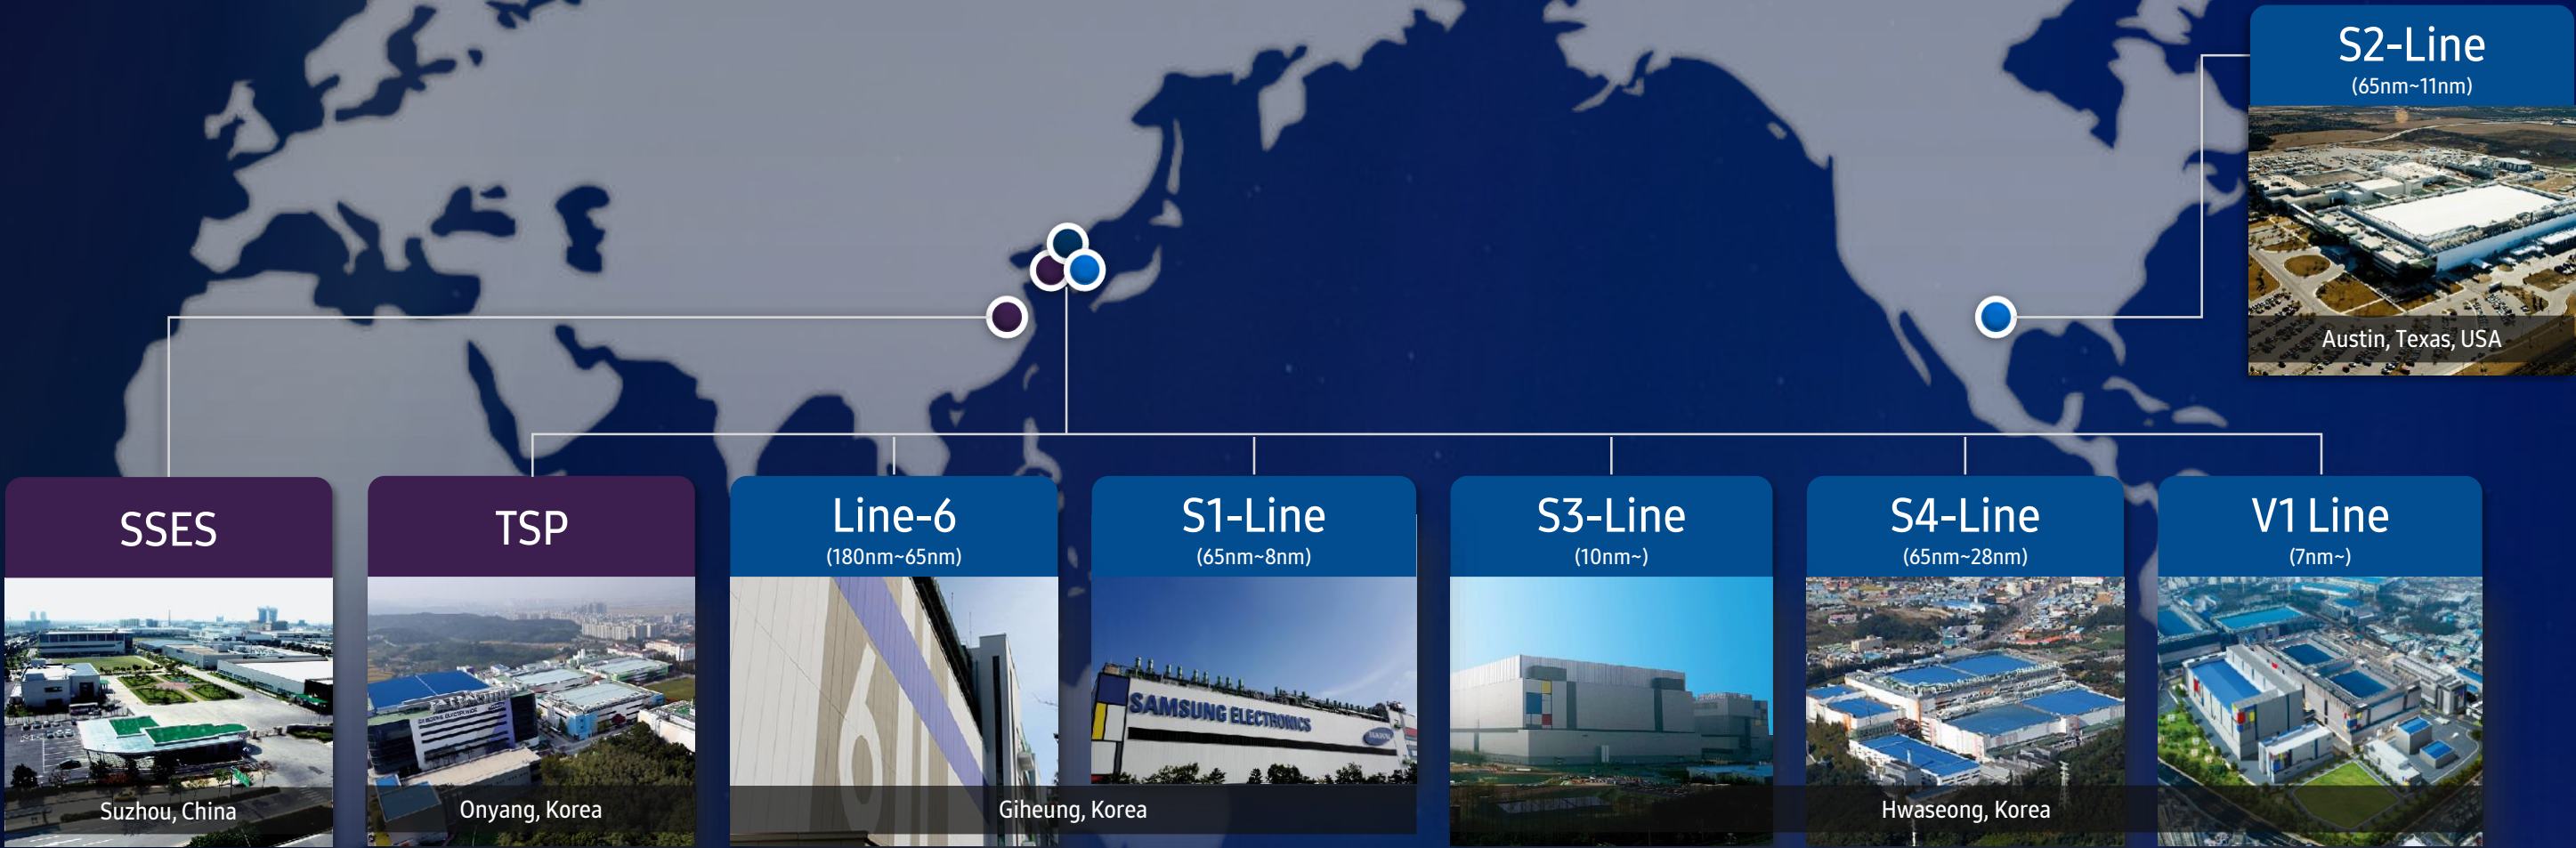 S2-Line
(65nm~11nm)
Austin, Texas, USA
SSES
Suzhou, China
TSP
Onyang, Korea
Line-6
(180nm~65nm)
6
S1-Line
(65nm~8nm)
SAMSUNG ELECTRONICS
Giheung, Korea
S3-Line
(10nm~)
S4-Line
(65nm~28nm)
V1 Line
(7nm~)
Hwaseong, Korea